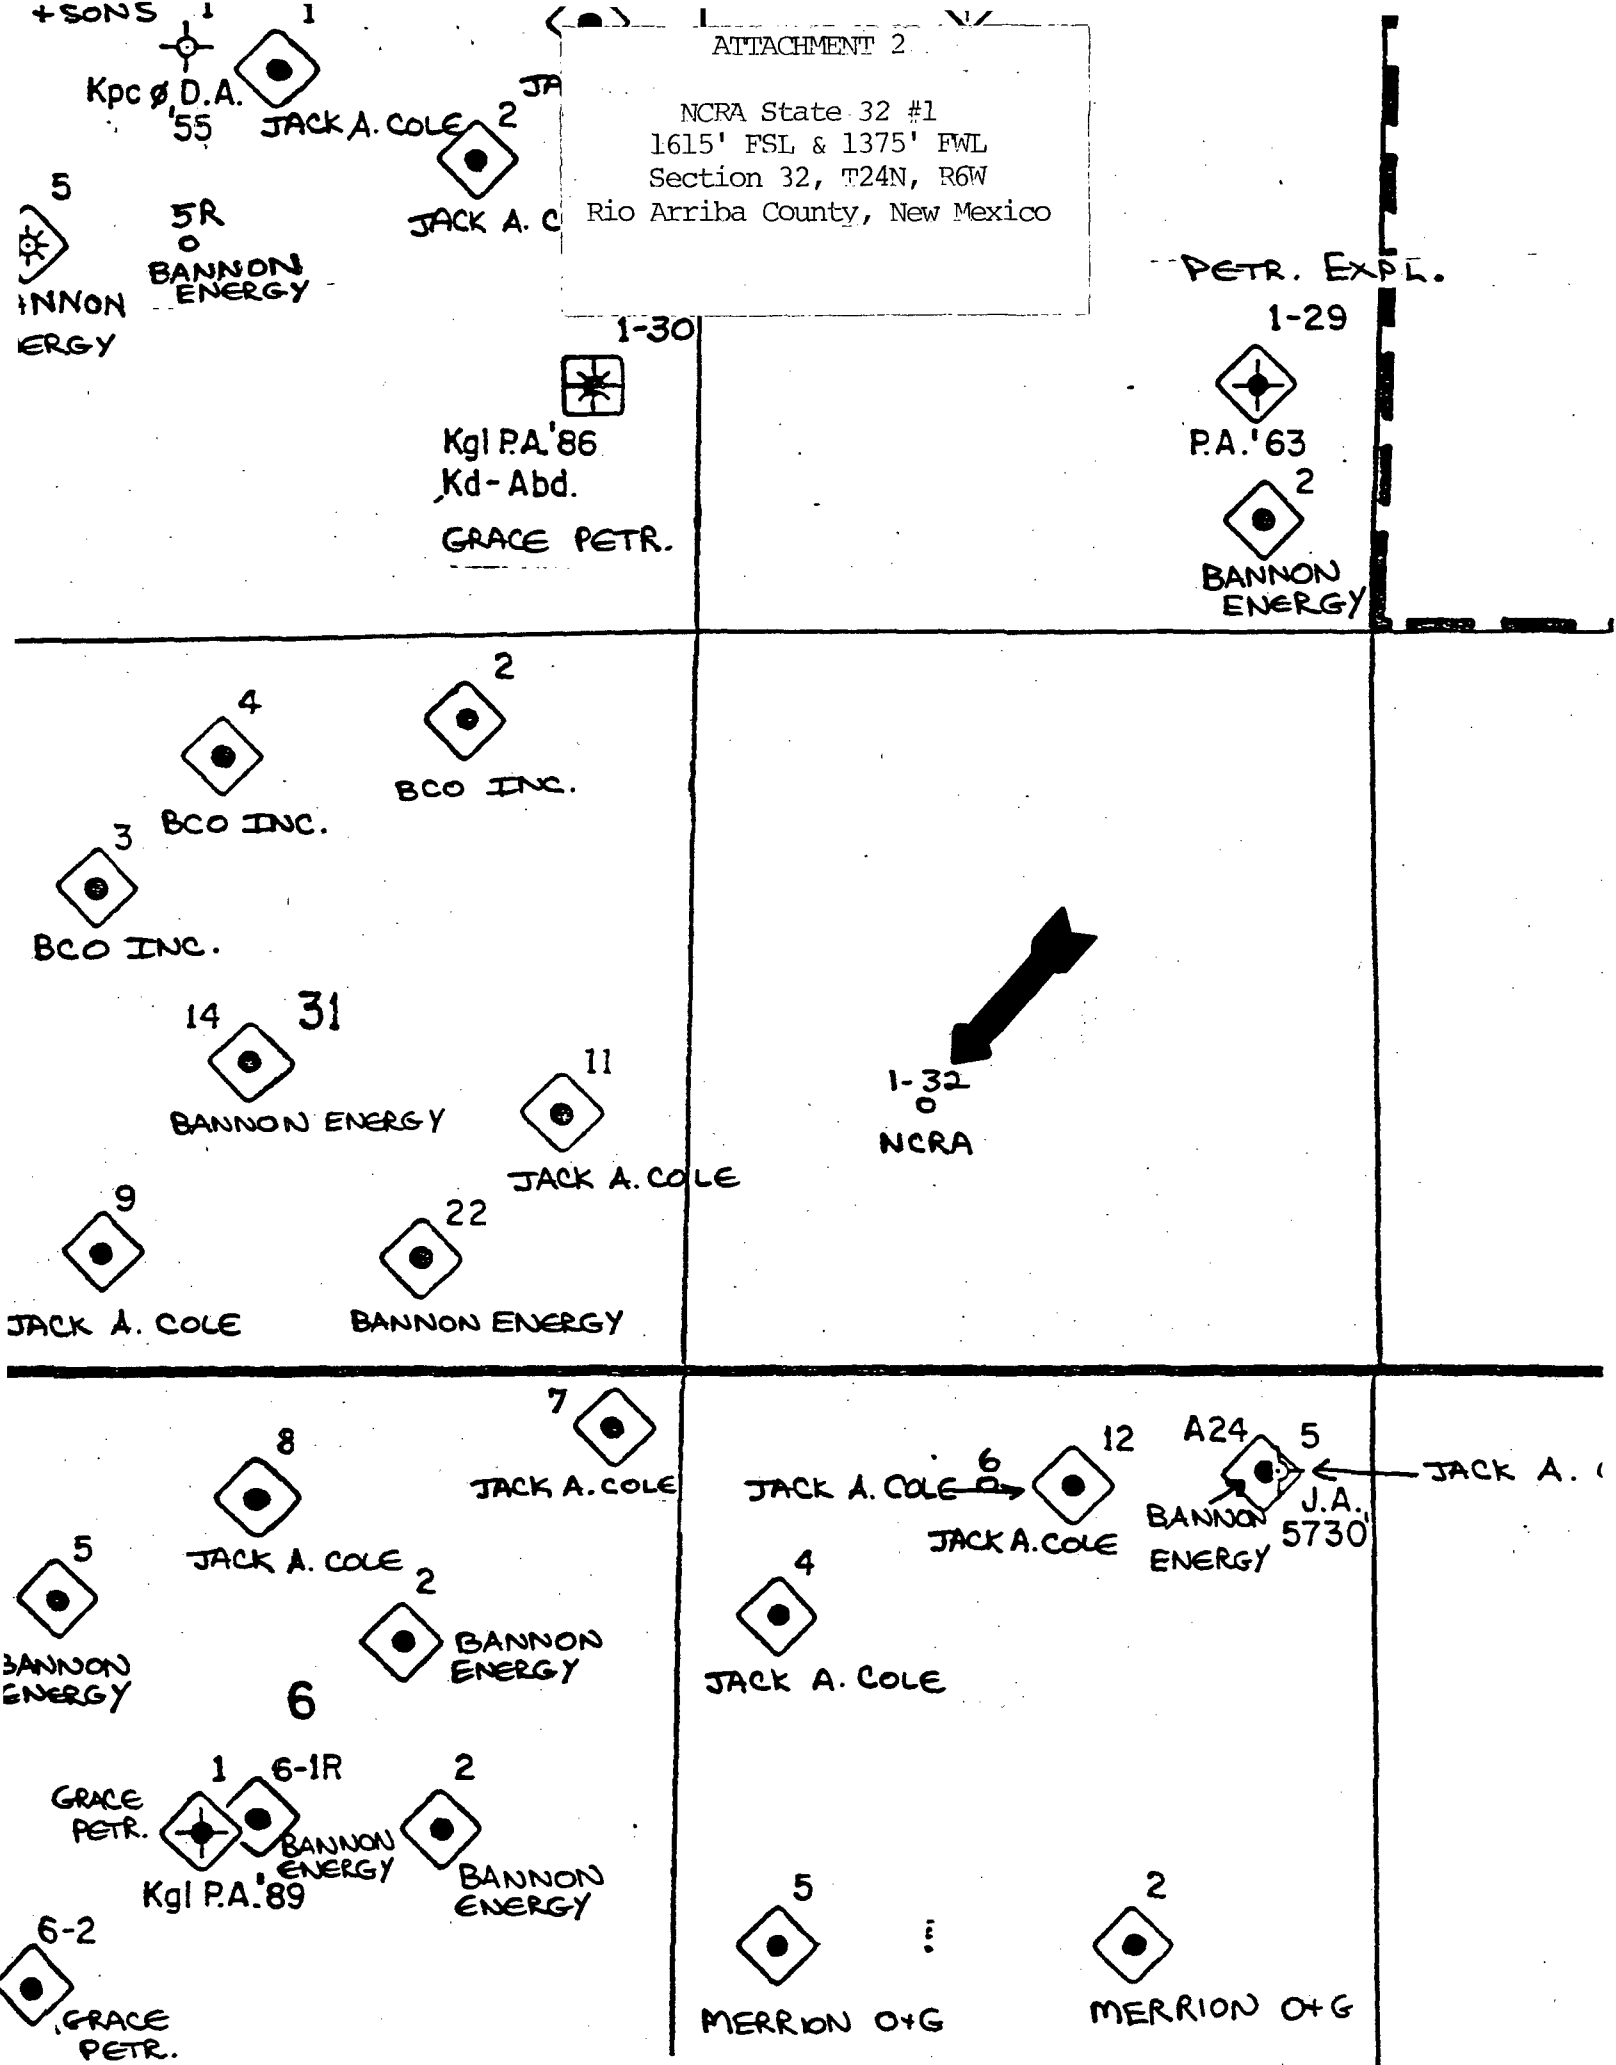 +SONS
1
1
Kpc ø D.A.
'55
JACK A. COLE
2
JACK A. C
JA
ATTACHMENT 2
NCRA State 32 #1
1615' FSL & 1375' FWL
Section 32, T24N, R6W
Rio Arriba County, New Mexico
5
5R
BANNON
ENERGY
NNON
ERGY
PETR. EXPL.
1-29
P.A.'63
2
BANNON
ENERGY
1-30
Kgl P.A.'86
Kd-Abd.
GRACE PETR.
4
BCO INC.
2
BCO INC.
3
BCO INC.
14
31
BANNON ENERGY
11
JACK A. COLE
1-32
NCRA
9
JACK A. COLE
22
BANNON ENERGY
7
JACK A. COLE
8
JACK A. COLE
JACK A. COLE
6
12
JACK A. COLE
A24
5
JACK A.
BANNON
ENERGY
J.A.
5730'
5
BANNON
ENERGY
2
BANNON
ENERGY
4
JACK A. COLE
6
1
6-1R
GRACE
PETR.
BANNON
ENERGY
Kgl P.A.'89
2
BANNON
ENERGY
6-2
GRACE
PETR.
5
MERRION O+G
2
MERRION O+G